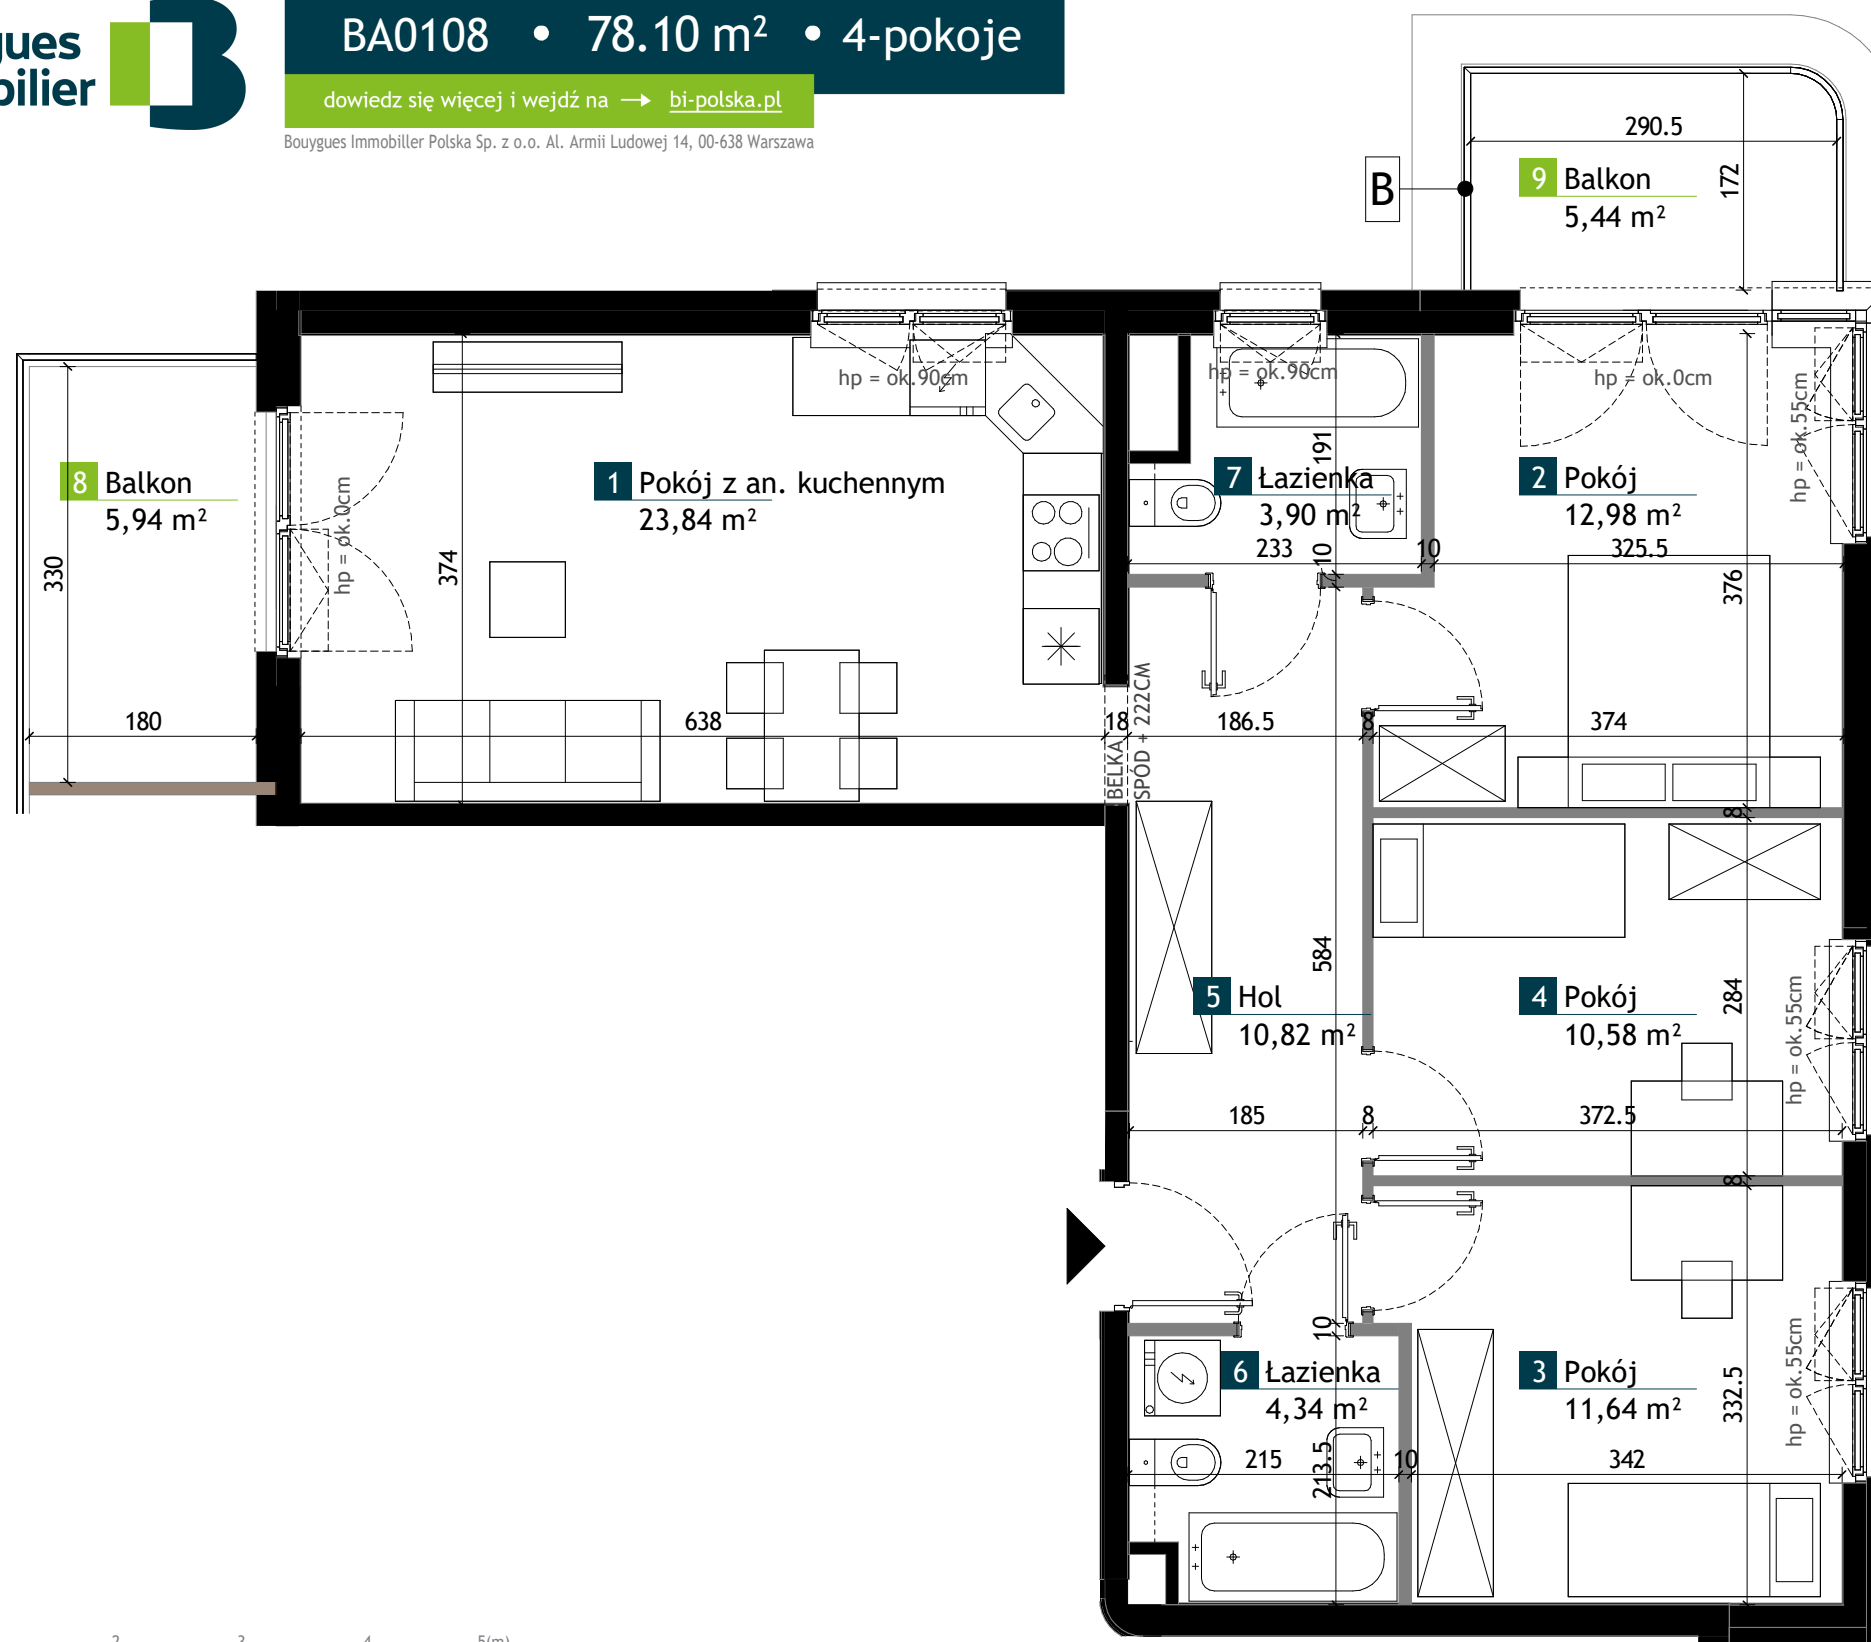 BA0108 • 78.10 m² • 4-pokoje
dowiedz się więcej i wejdź na → bi-polska.pl
Bouygues Immobiller Polska Sp. z o.o. Al. Armii Ludowej 14, 00-638 Warszawa
gues
bilier
B
290.5
172
9 Balkon
5,44 m²
B
hp = ok.90cm
hp = ok.90cm
hp = ok.0cm
hp = ok.55cm
8 Balkon
5,94 m²
330
180
hp = ok.0cm
1 Pokój z an. kuchennym
23,84 m²
374
638
18
BELKA
SPÓD + 222CM
7 Łazienka
3,90 m²
191
233
10
10
2 Pokój
12,98 m²
325.5
376
186.5
8
374
8
5 Hol
10,82 m²
584
185
8
4 Pokój
10,58 m²
284
372.5
hp = ok.55cm
8
10
6 Łazienka
4,34 m²
215
213.5
10
3 Pokój
11,64 m²
332.5
342
hp = ok.55cm
2 3 4 5(m)